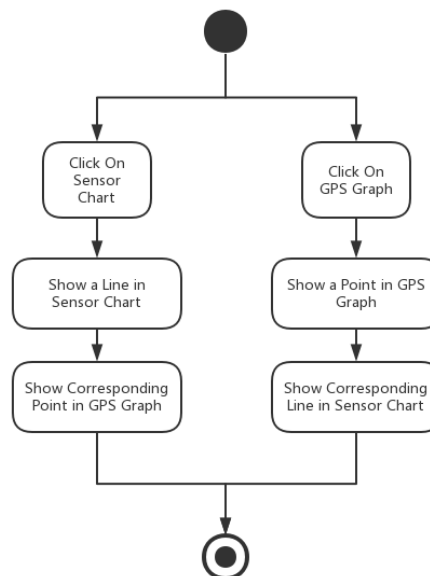 Click On
Sensor
Chart
Click On
GPS Graph
Show a Line in
Sensor Chart
Show a Point in GPS
Graph
Show Corresponding
Point in GPS Graph
Show Corresponding
Line in Sensor Chart